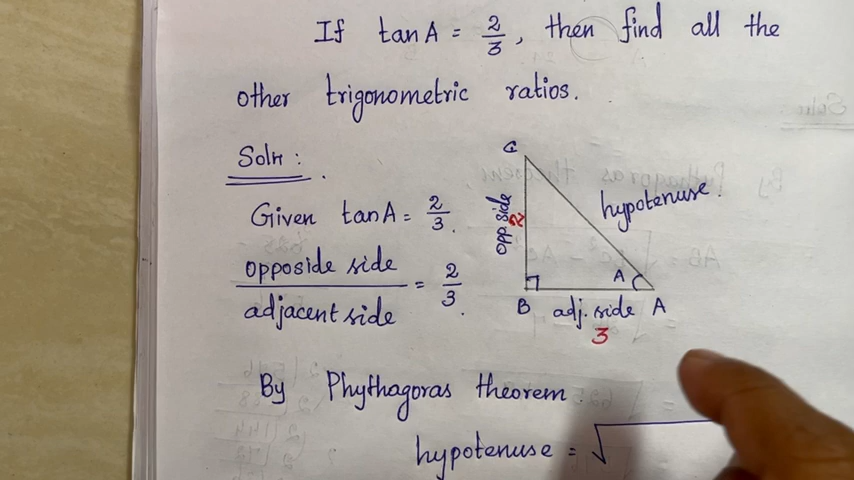 If tan A = 2/3, then find all the
other trigonometric ratios.
Soln :
Given tan A = 2/3.
opposide side / adjacent side = 2/3.
C
opp. side
2
hypotenuse.
A
B adj. side A
3
By Phythagoras theorem
hypotenuse = √